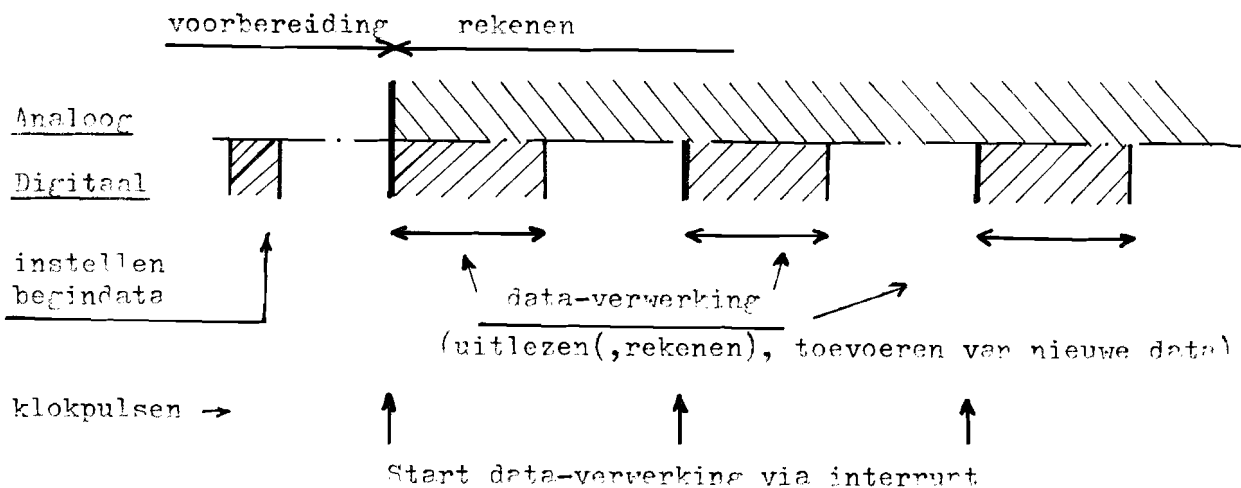 voorbereiding rekenen
Analoog
Digitaal
instellen
begindata
data-verwerking
(uitlezen(,rekenen), toevoeren van nieuwe data)
klokpulsen →
Start data-verwerking via interrupt